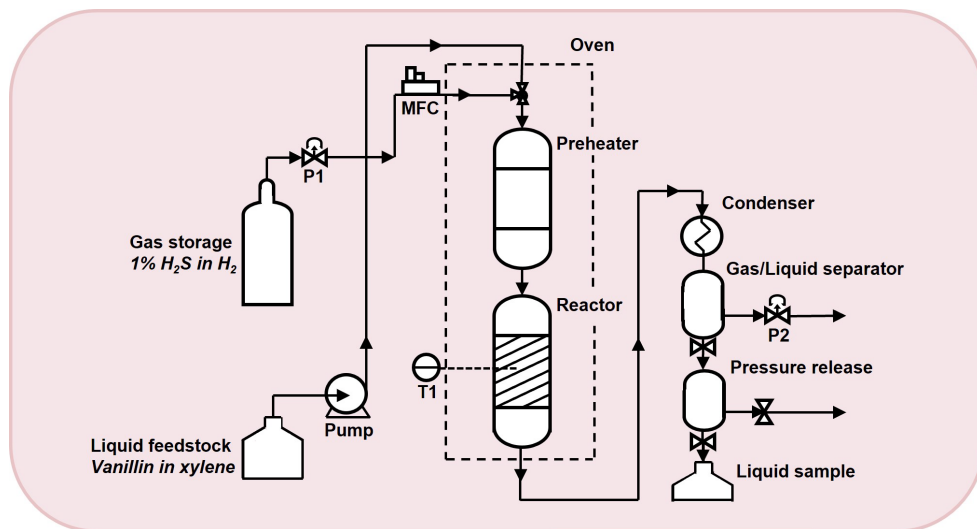 Oven
MFC
P1
Preheater
Gas storage
1% H₂S in H₂
Condenser
Gas/Liquid separator
P2
Reactor
T1
Pressure release
Pump
Liquid feedstock
Vanillin in xylene
Liquid sample